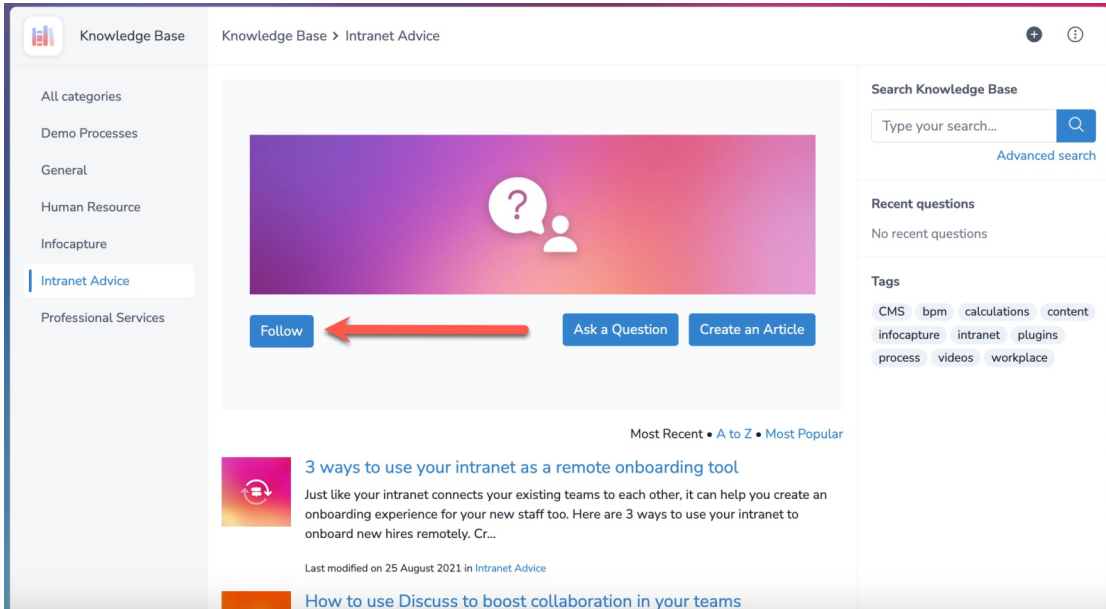 Knowledge Base
Knowledge Base > Intranet Advice
All categories
Demo Processes
General
Human Resource
Infocapture
Intranet Advice
Professional Services
?
Follow
Ask a Question
Create an Article
Most Recent • A to Z • Most Popular
3 ways to use your intranet as a remote onboarding tool
Just like your intranet connects your existing teams to each other, it can help you create an
onboarding experience for your new staff too. Here are 3 ways to use your intranet to
onboard new hires remotely. Cr...
Last modified on 25 August 2021 in Intranet Advice
How to use Discuss to boost collaboration in your teams
Search Knowledge Base
Type your search...
Advanced search
Recent questions
No recent questions
Tags
CMS bpm calculations content
infocapture intranet plugins
process videos workplace